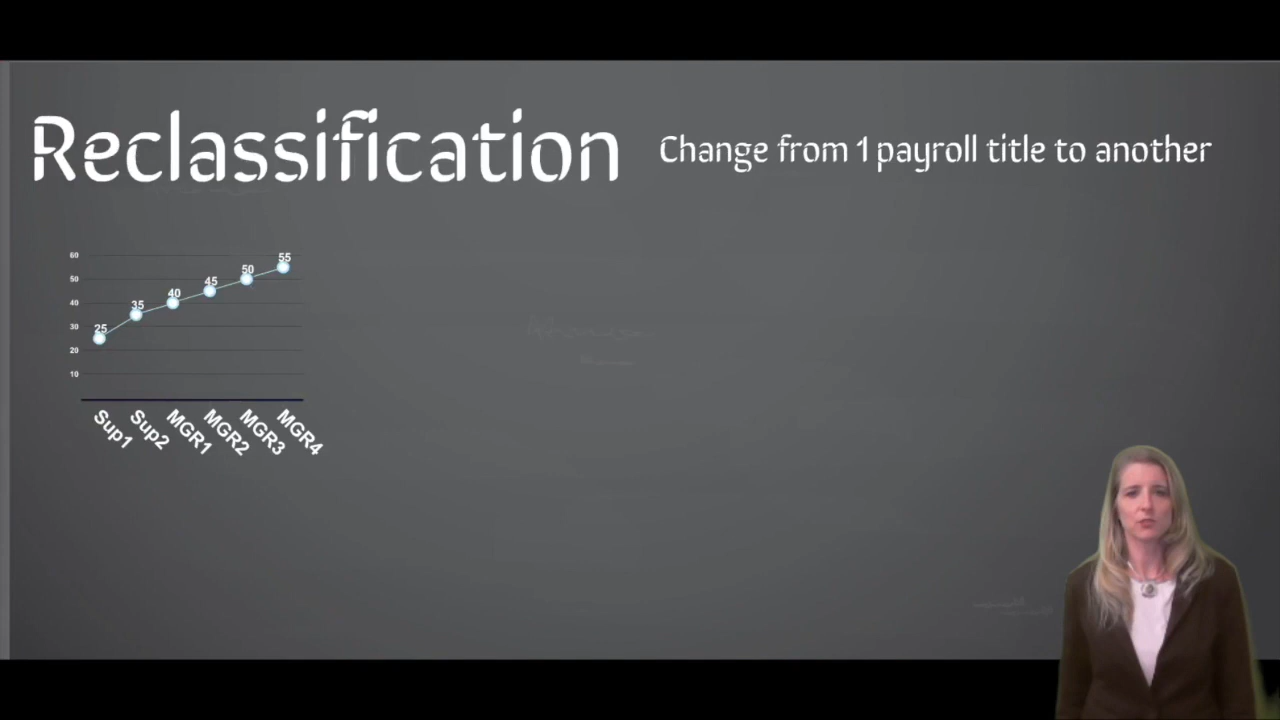 Reclassification
Change from 1 payroll title to another
60
50
40
30
20
10
25
35
40
45
50
55
Sup1
Sup2
MGR1
MGR2
MGR3
MGR4